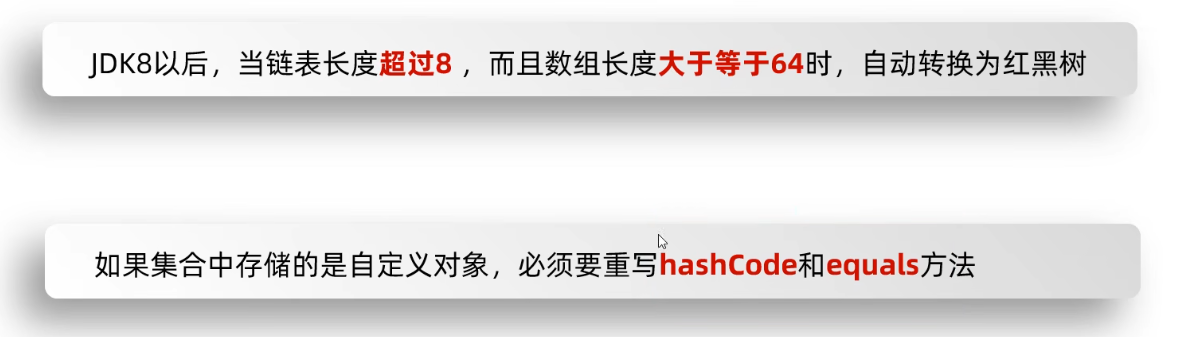 JDK8以后，当链表长度超过8 ，而且数组长度大于等于64时，自动转换为红黑树
如果集合中存储的是自定义对象，必须要重写hashCode和equals方法